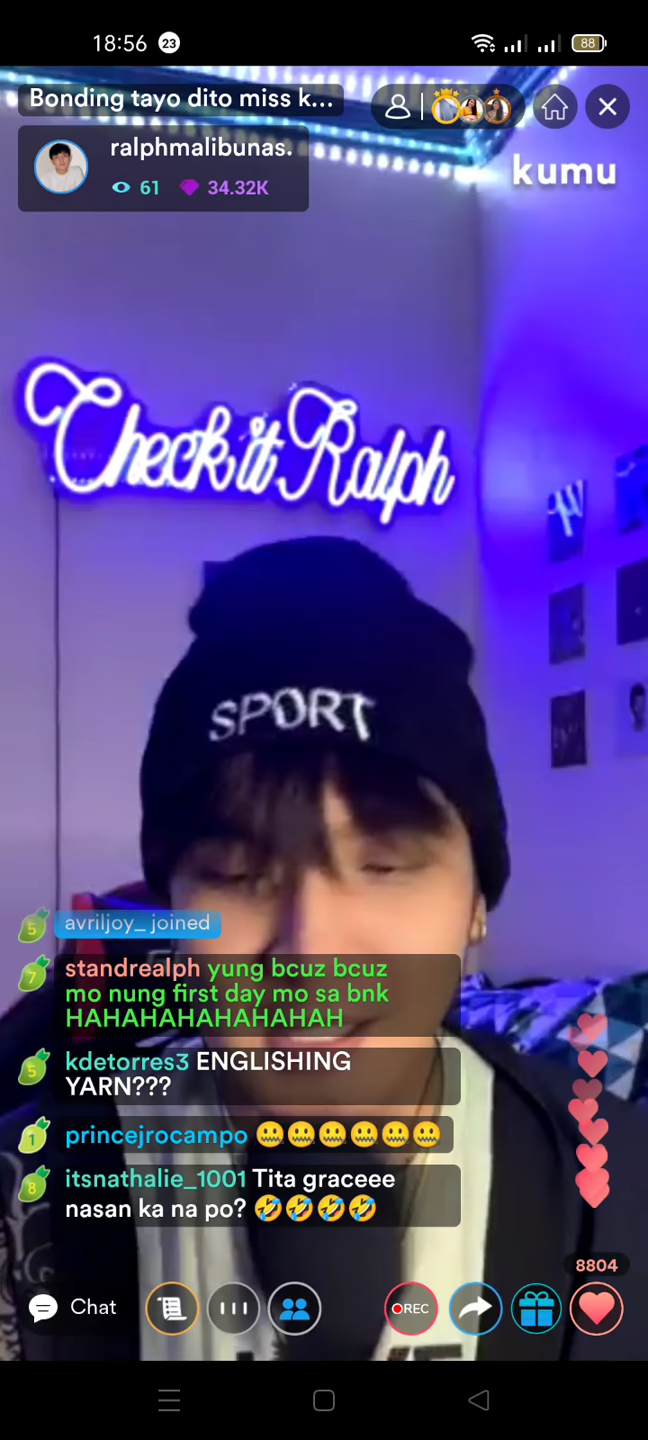 18:56
23
88
Bonding tayo dito miss k...
ralphmalibunas.
61
34.32K
kumu
Check it Ralph
SPORT
5
avriljoy_ joined
7
standrealph yung bcuz bcuz
mo nung first day mo sa bnk
HAHAHAHAHAHAHAH
5
kdetorres3 ENGLISHING
YARN???
1
princejrocampo 🤐🤐🤐🤐🤐🤐
8
itsnathalie_1001 Tita graceee
nasan ka na po? 🤣🤣🤣🤣
8804
Chat
REC